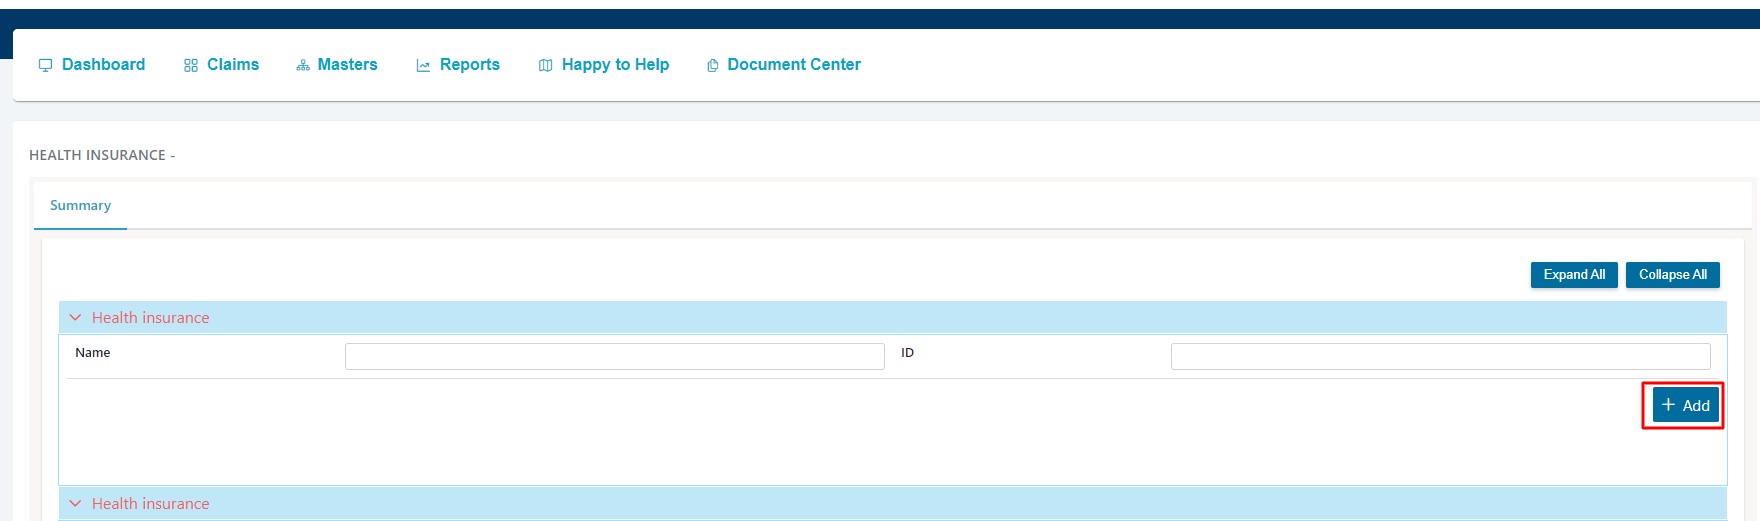 Dashboard Claims Masters Reports Happy to Help Document Center
HEALTH INSURANCE -
Summary
Expand All Collapse All
Health insurance
Name ID
+ Add
Health insurance